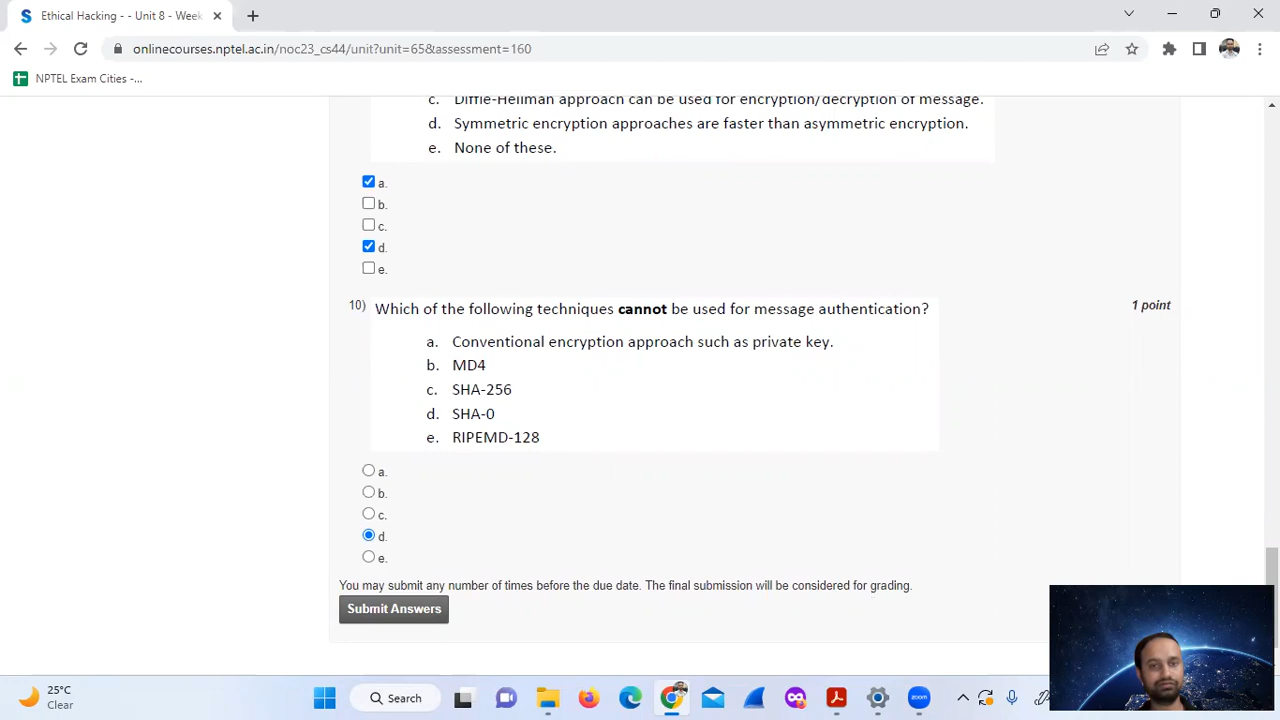 Ethical Hacking - - Unit 8 - Week
onlinecourses.nptel.ac.in/noc23_cs44/unit?unit=65&assessment=160
NPTEL Exam Cities -...
c. Diffie-Hellman approach can be used for encryption/decryption of message.
d. Symmetric encryption approaches are faster than asymmetric encryption.
e. None of these.
a.
b.
c.
d.
e.
10) Which of the following techniques cannot be used for message authentication? 1 point
a. Conventional encryption approach such as private key.
b. MD4
c. SHA-256
d. SHA-0
e. RIPEMD-128
a.
b.
c.
d.
e.
You may submit any number of times before the due date. The final submission will be considered for grading.
Submit Answers
25°C
Clear
Search
zoom